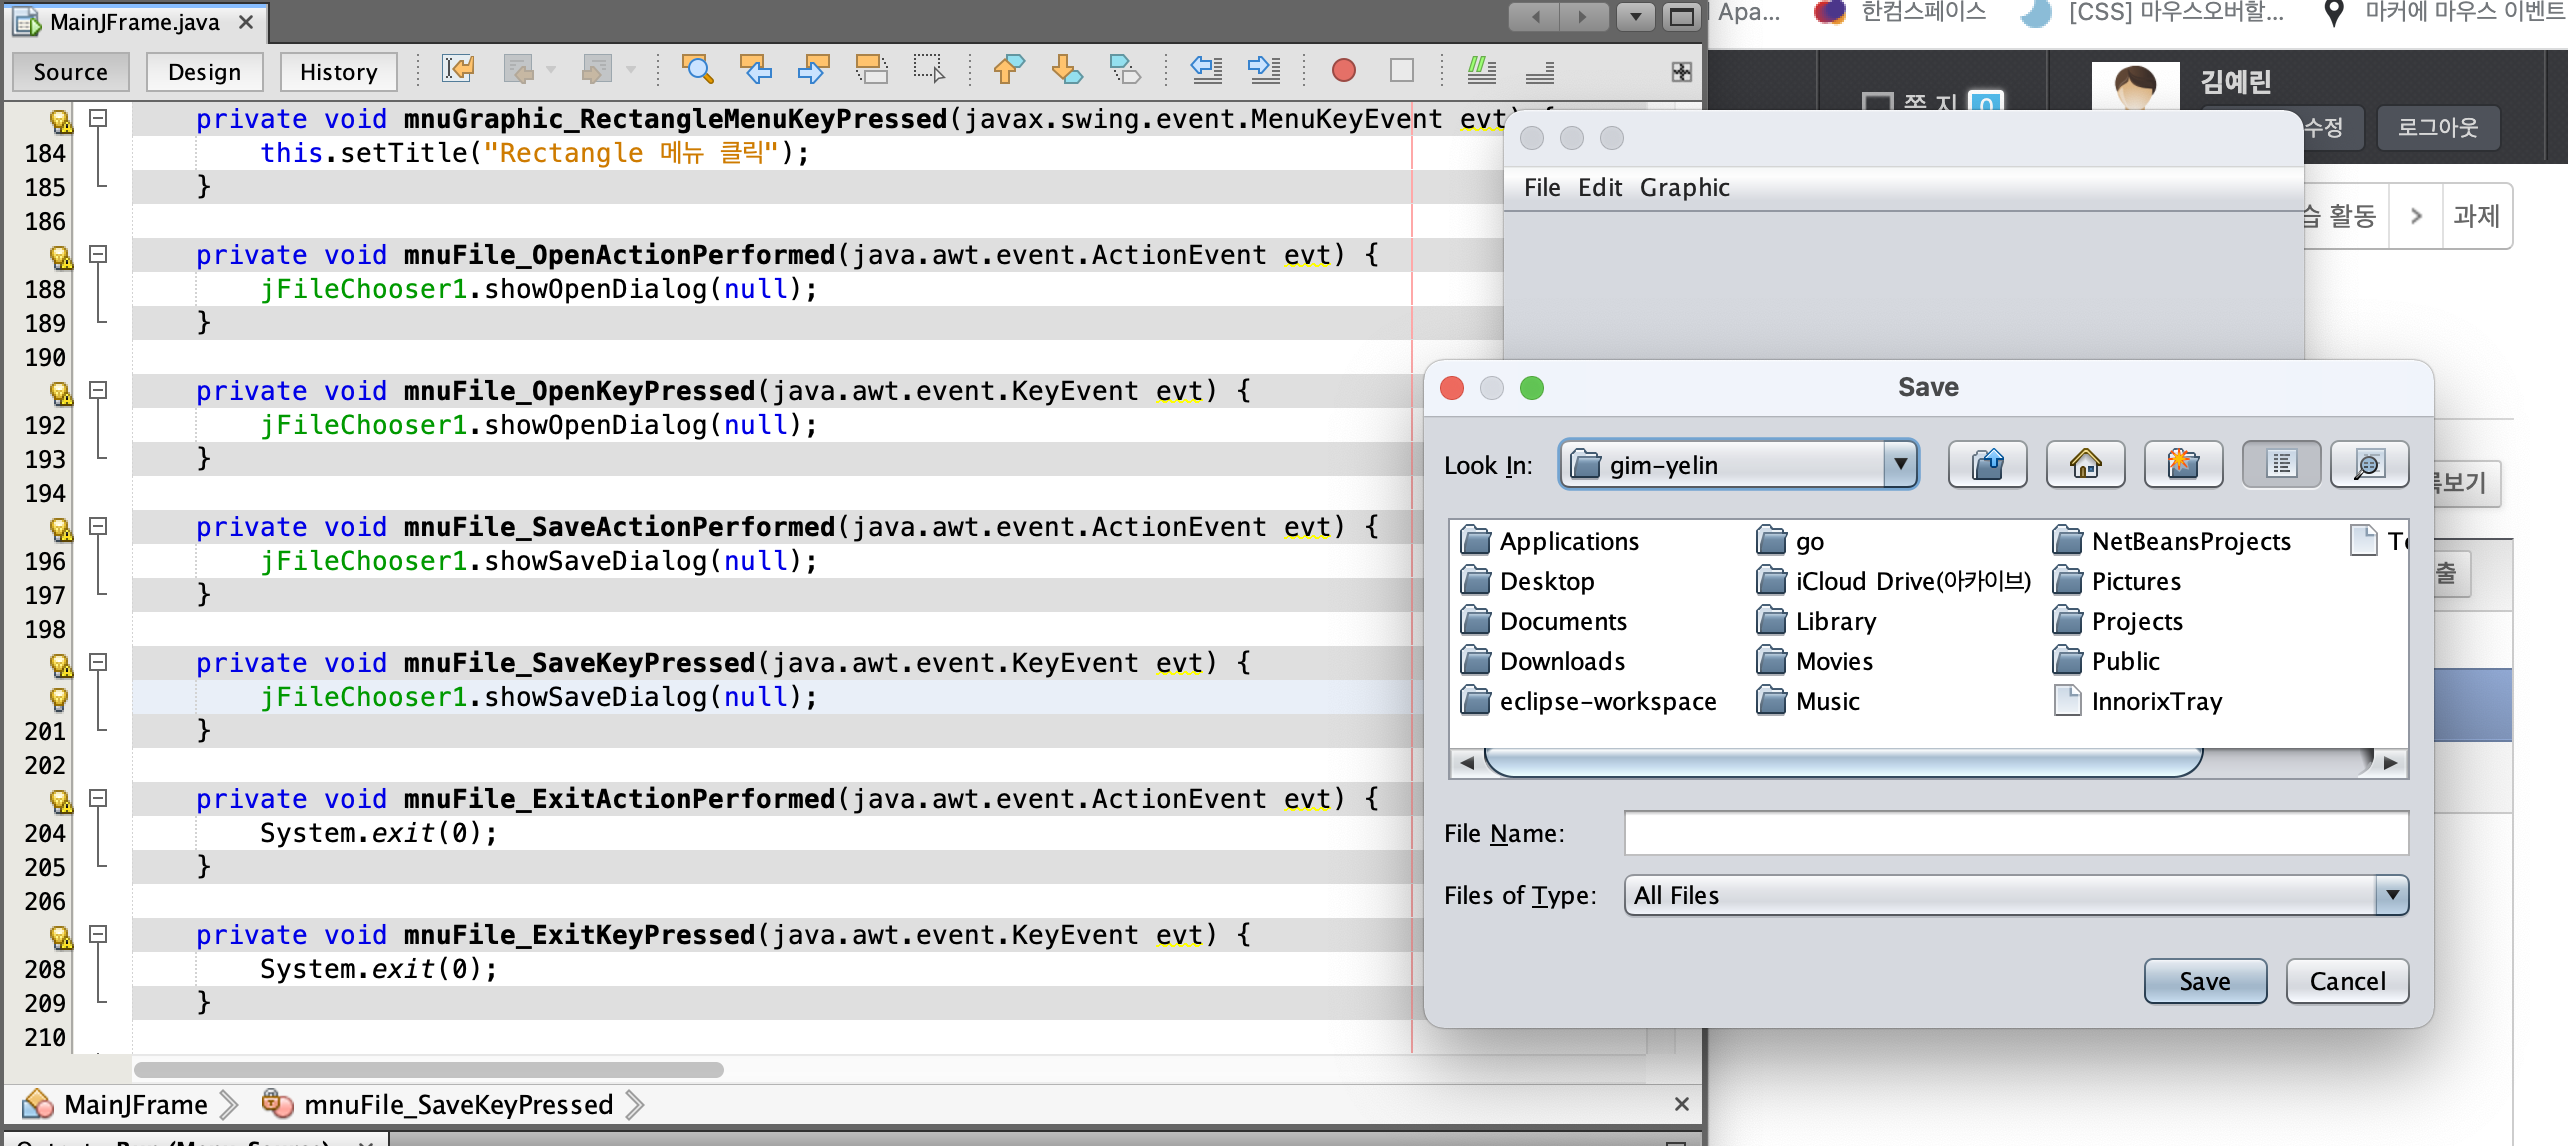 MainJFrame.java
Source Design History
private void mnuGraphic_RectangleMenuKeyPressed(javax.swing.event.MenuKeyEvent evt) {
184 this.setTitle("Rectangle 메뉴 클릭");
185 }
186
private void mnuFile_OpenActionPerformed(java.awt.event.ActionEvent evt) {
188 jFileChooser1.showOpenDialog(null);
189 }
190
private void mnuFile_OpenKeyPressed(java.awt.event.KeyEvent evt) {
192 jFileChooser1.showOpenDialog(null);
193 }
194
private void mnuFile_SaveActionPerformed(java.awt.event.ActionEvent evt) {
196 jFileChooser1.showSaveDialog(null);
197 }
198
private void mnuFile_SaveKeyPressed(java.awt.event.KeyEvent evt) {
jFileChooser1.showSaveDialog(null);
201 }
202
private void mnuFile_ExitActionPerformed(java.awt.event.ActionEvent evt) {
204 System.exit(0);
205 }
206
private void mnuFile_ExitKeyPressed(java.awt.event.KeyEvent evt) {
208 System.exit(0);
209 }
210
MainJFrame mnuFile_SaveKeyPressed
Apa... 한컴스페이스 [CSS] 마우스오버할... 마커에 마우스 이벤트
쪽지 0 김예린
수정 로그아웃
File Edit Graphic
습 활동 > 과제
록보기
출
Save
Look In: gim-yelin
Applications go NetBeansProjects
Desktop iCloud Drive(아카이브) Pictures
Documents Library Projects
Downloads Movies Public
eclipse-workspace Music InnorixTray
File Name:
Files of Type: All Files
Save Cancel